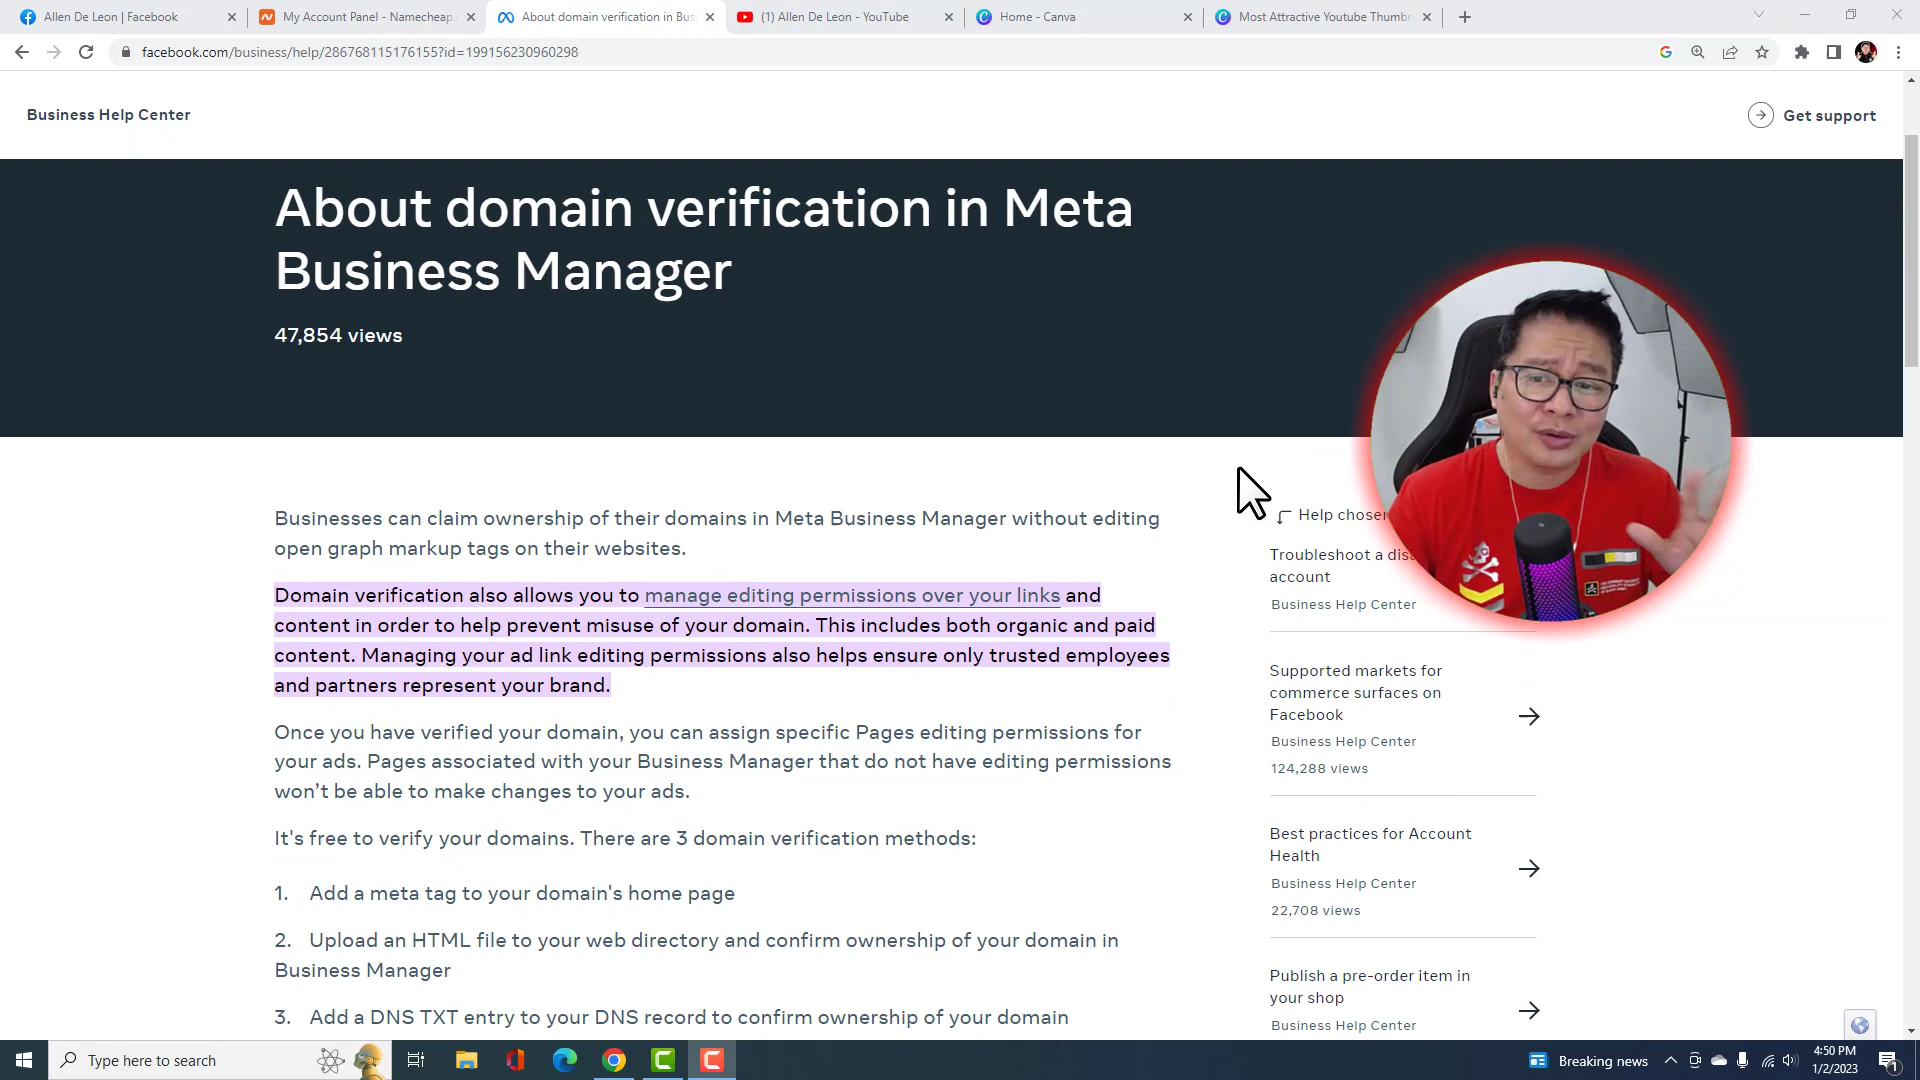 Allen De Leon | Facebook
My Account Panel - Namecheap.
About domain verification in Bus
(1) Allen De Leon - YouTube
Home - Canva
Most Attractive Youtube Thumbn
facebook.com/business/help/286768115176155?id=199156230960298
Business Help Center
Get support
About domain verification in Meta
Business Manager
47,854 views
Businesses can claim ownership of their domains in Meta Business Manager without editing
open graph markup tags on their websites.
Domain verification also allows you to manage editing permissions over your links and
content in order to help prevent misuse of your domain. This includes both organic and paid
content. Managing your ad link editing permissions also helps ensure only trusted employees
and partners represent your brand.
Once you have verified your domain, you can assign specific Pages editing permissions for
your ads. Pages associated with your Business Manager that do not have editing permissions
won’t be able to make changes to your ads.
It's free to verify your domains. There are 3 domain verification methods:
1. Add a meta tag to your domain's home page
2. Upload an HTML file to your web directory and confirm ownership of your domain in
Business Manager
3. Add a DNS TXT entry to your DNS record to confirm ownership of your domain
Help chosen
Troubleshoot a dis
account
Business Help Center
Supported markets for
commerce surfaces on
Facebook
Business Help Center
124,288 views
Best practices for Account
Health
Business Help Center
22,708 views
Publish a pre-order item in
your shop
Business Help Center
Type here to search
Breaking news
4:50 PM
1/2/2023
1